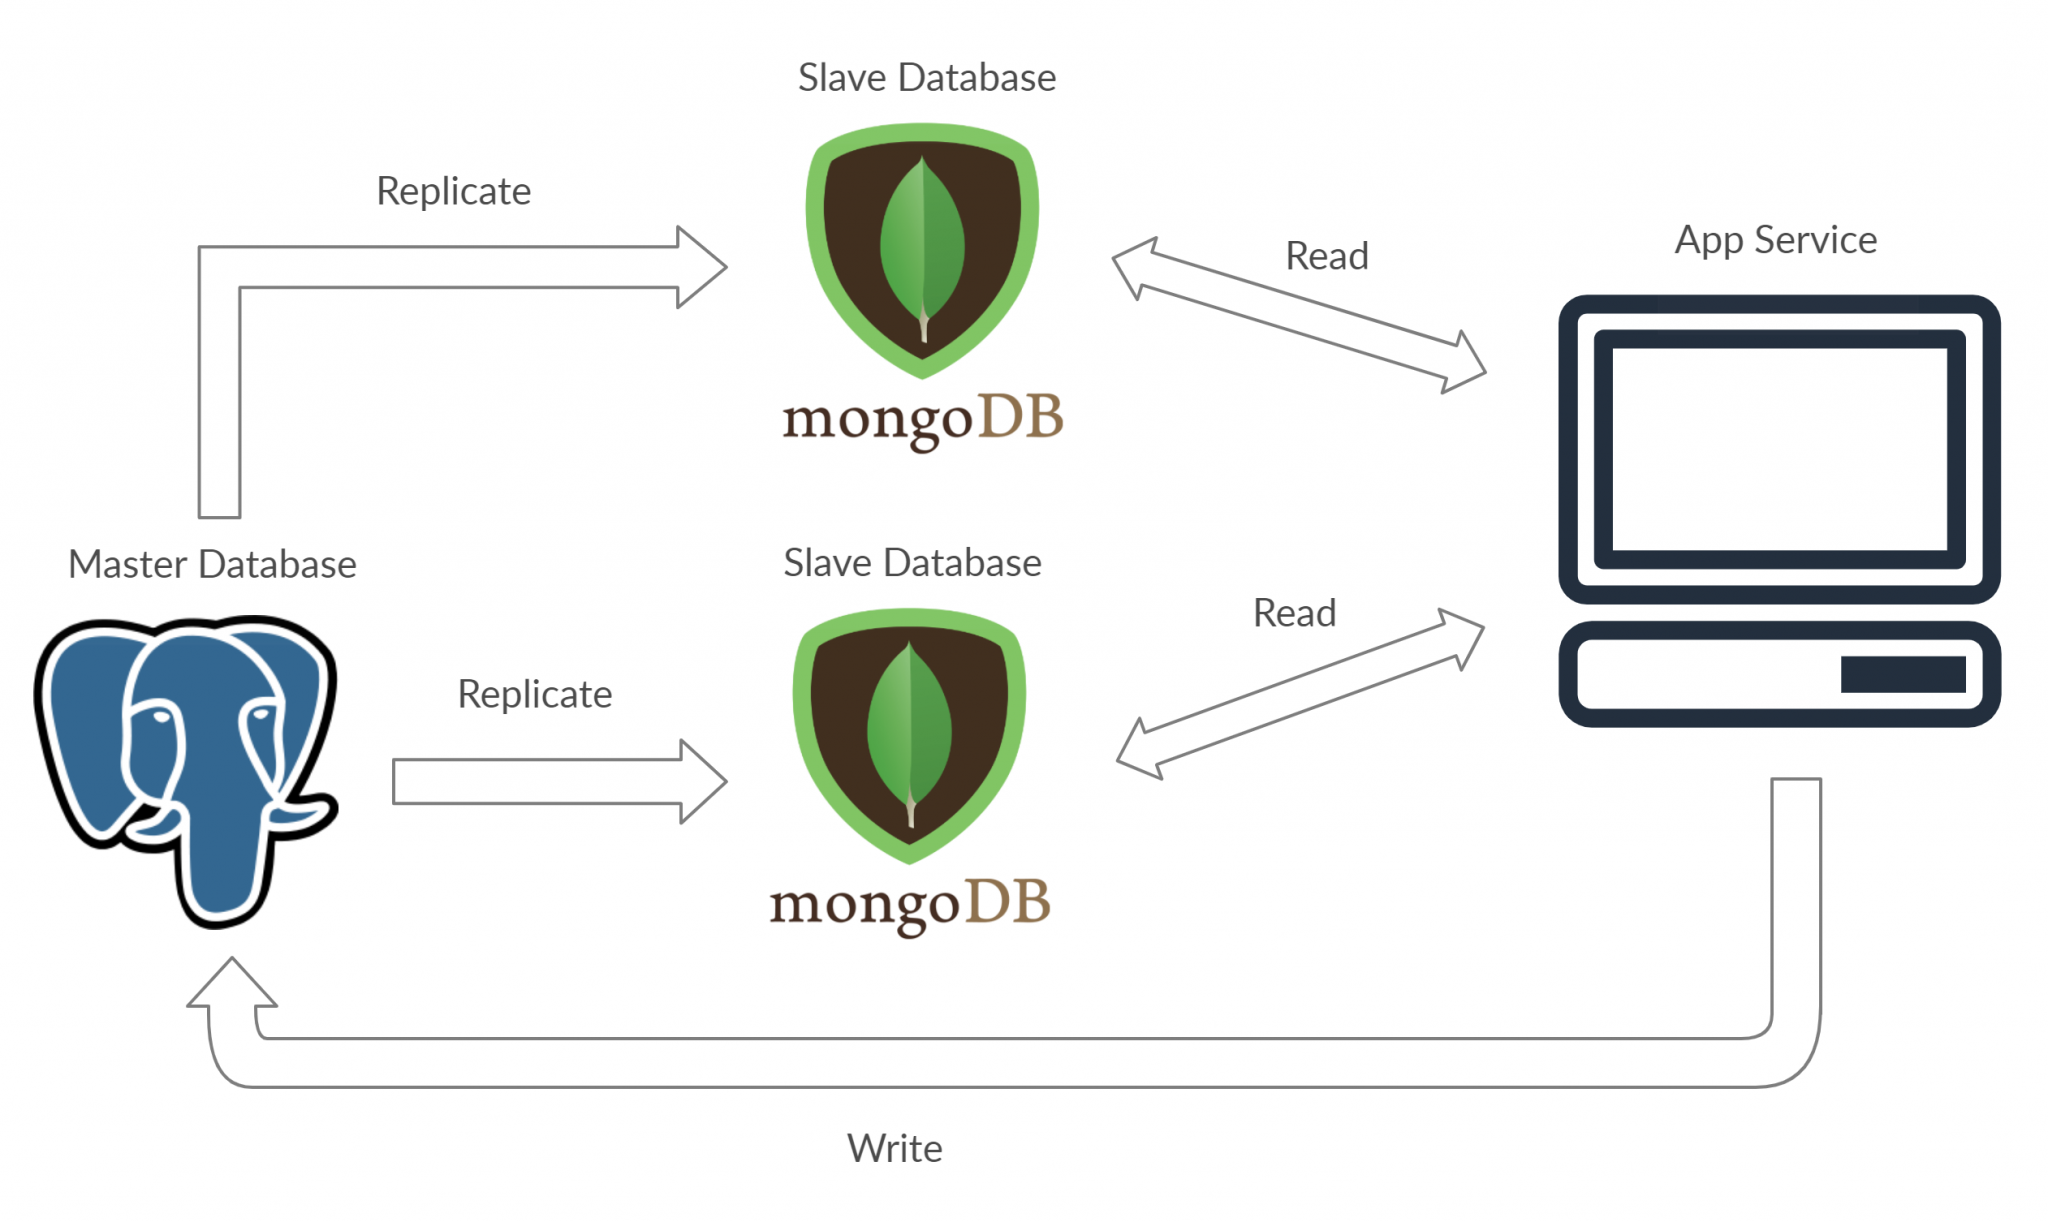 Slave Database
Replicate
mongoDB
Read
App Service
Master Database
Slave Database
Replicate
mongoDB
Read
Write